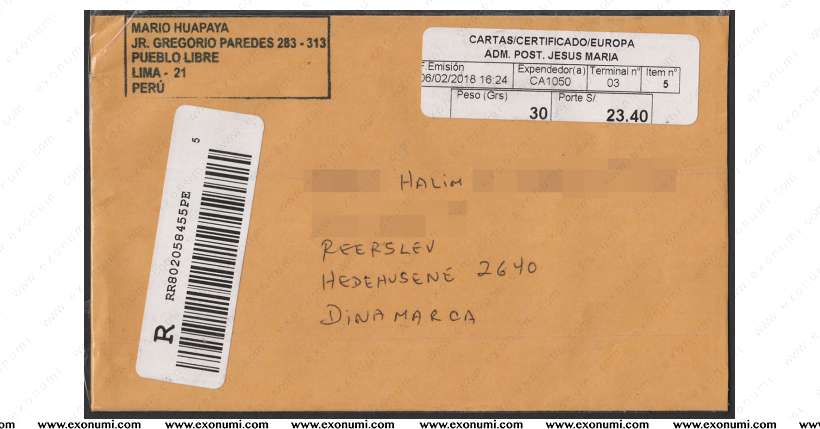 MARIO HUAPAYA
JR. GREGORIO PAREDES 283 - 313
PUEBLO LIBRE
LIMA - 21
PERÚ
CARTAS/CERTIFICADO/EUROPA
ADM. POST. JESUS MARIA
F.Emisión Expendedor(a) Terminal nº Item nº
06/02/2018 16:24 CA1050 03 5
Peso (Grs) Porte S/
30 23.40
5
RR802058455PE
R
HALIM
REERSLEV
HEDEHUSENE 2640
DINAMARCA
www.exonumi.com www.exonumi.com www.exonumi.com www.exonumi.com www.exonumi.com www.exonumi.com